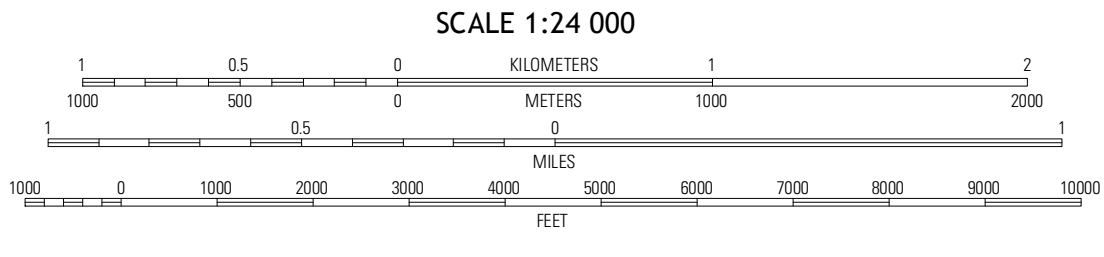 SCALE 1:24 000
1 0.5 0 KILOMETERS 1 2
1000 500 0 METERS 1000 2000
1 0.5 0 1
MILES
1000 0 1000 2000 3000 4000 5000 6000 7000 8000 9000 10000
FEET